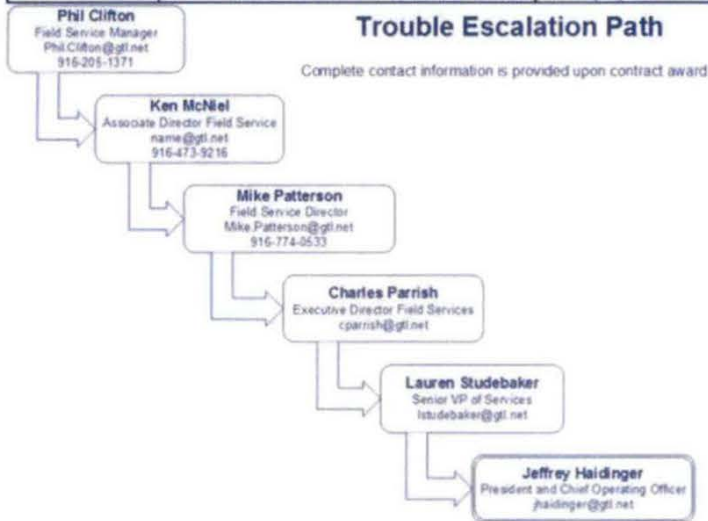 Trouble Escalation Path
Complete contact information is provided upon contract award
Phil Clifton
Field Service Manager
Phil.Clifton@gtl.net
916-205-1371
Ken McNiel
Associate Director Field Service
name@gtl.net
916-473-9216
Mike Patterson
Field Service Director
Mike.Patterson@gtl.net
916-774-0533
Charles Parrish
Executive Director Field Services
cparrish@gtl.net
Lauren Studebaker
Senior VP of Services
lstudebaker@gtl.net
Jeffrey Haidinger
President and Chief Operating Officer
jhaidinger@gtl.net